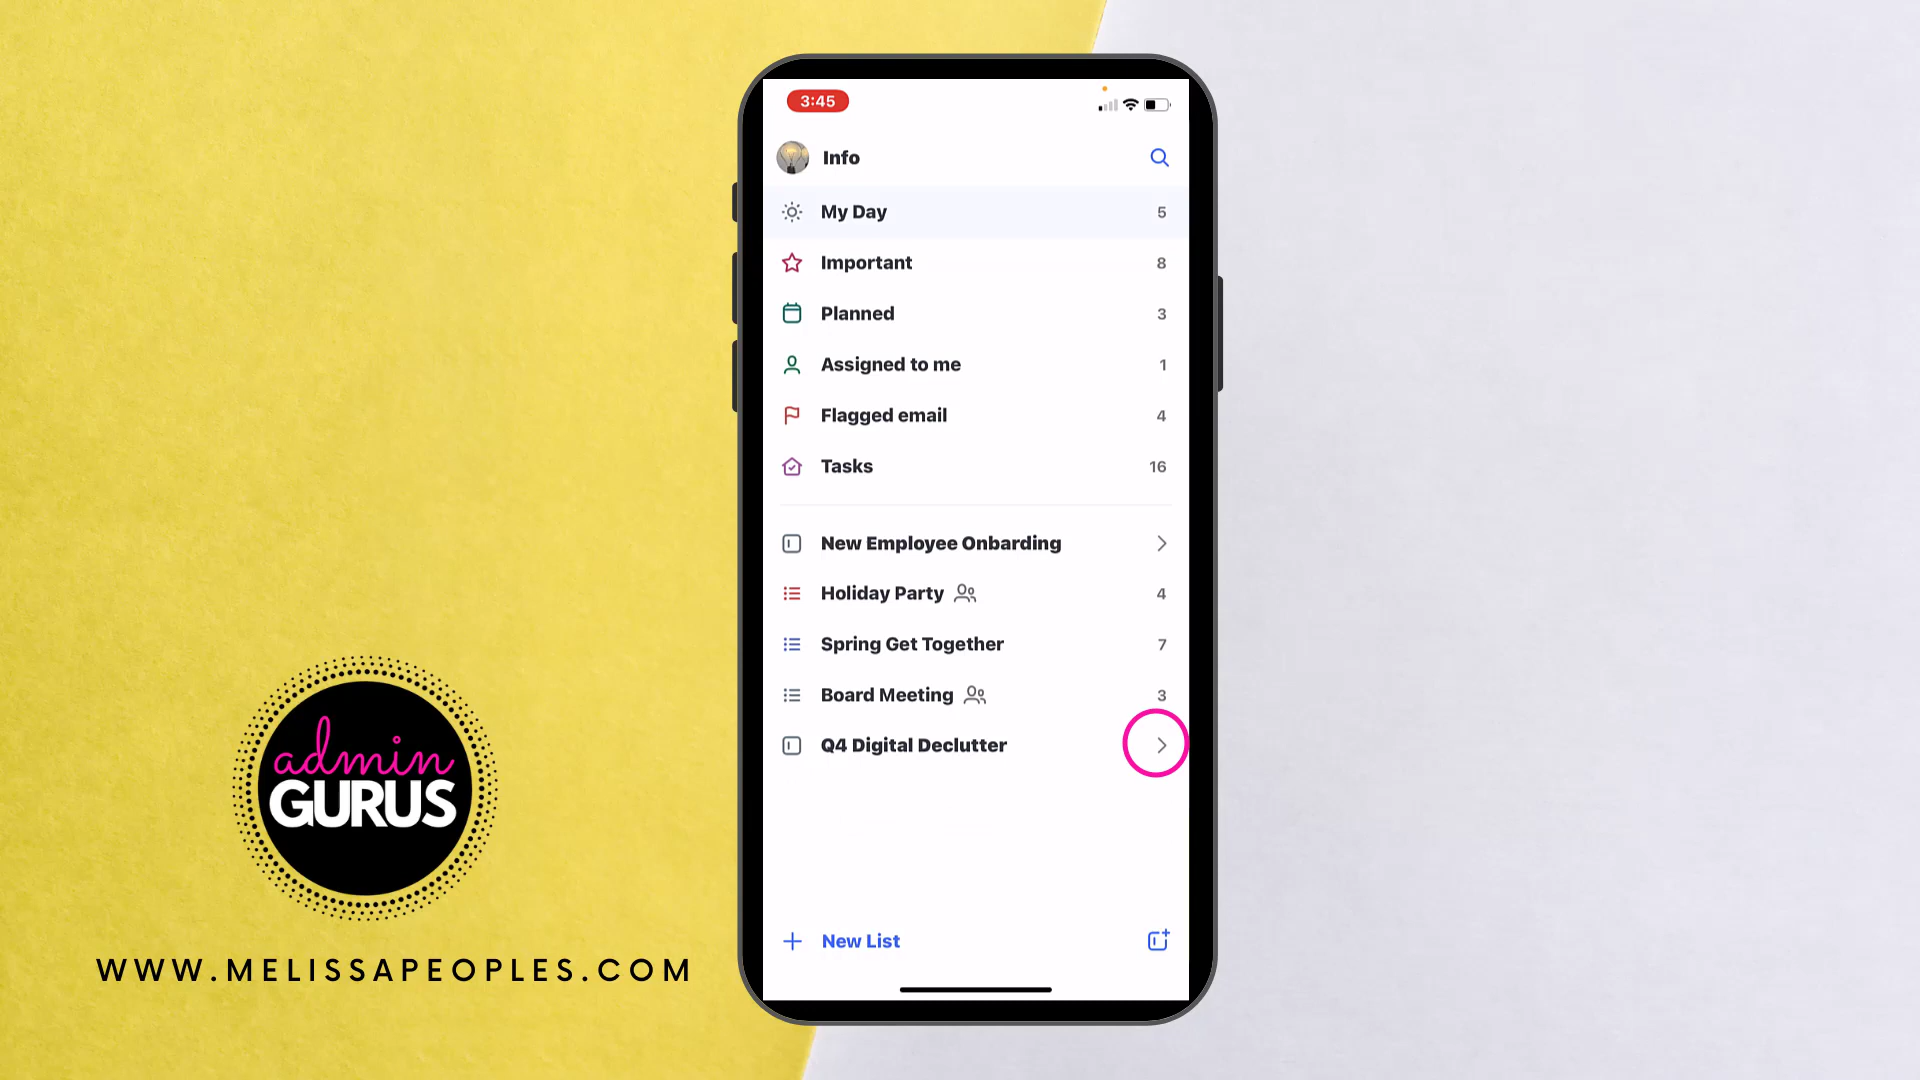 3:45
Info
My Day 5
Important 8
Planned 3
Assigned to me 1
Flagged email 4
Tasks 16
New Employee Onbarding
Holiday Party 4
Spring Get Together 7
Board Meeting 3
Q4 Digital Declutter
New List
admin
GURUS
WWW.MELISSAPEOPLES.COM